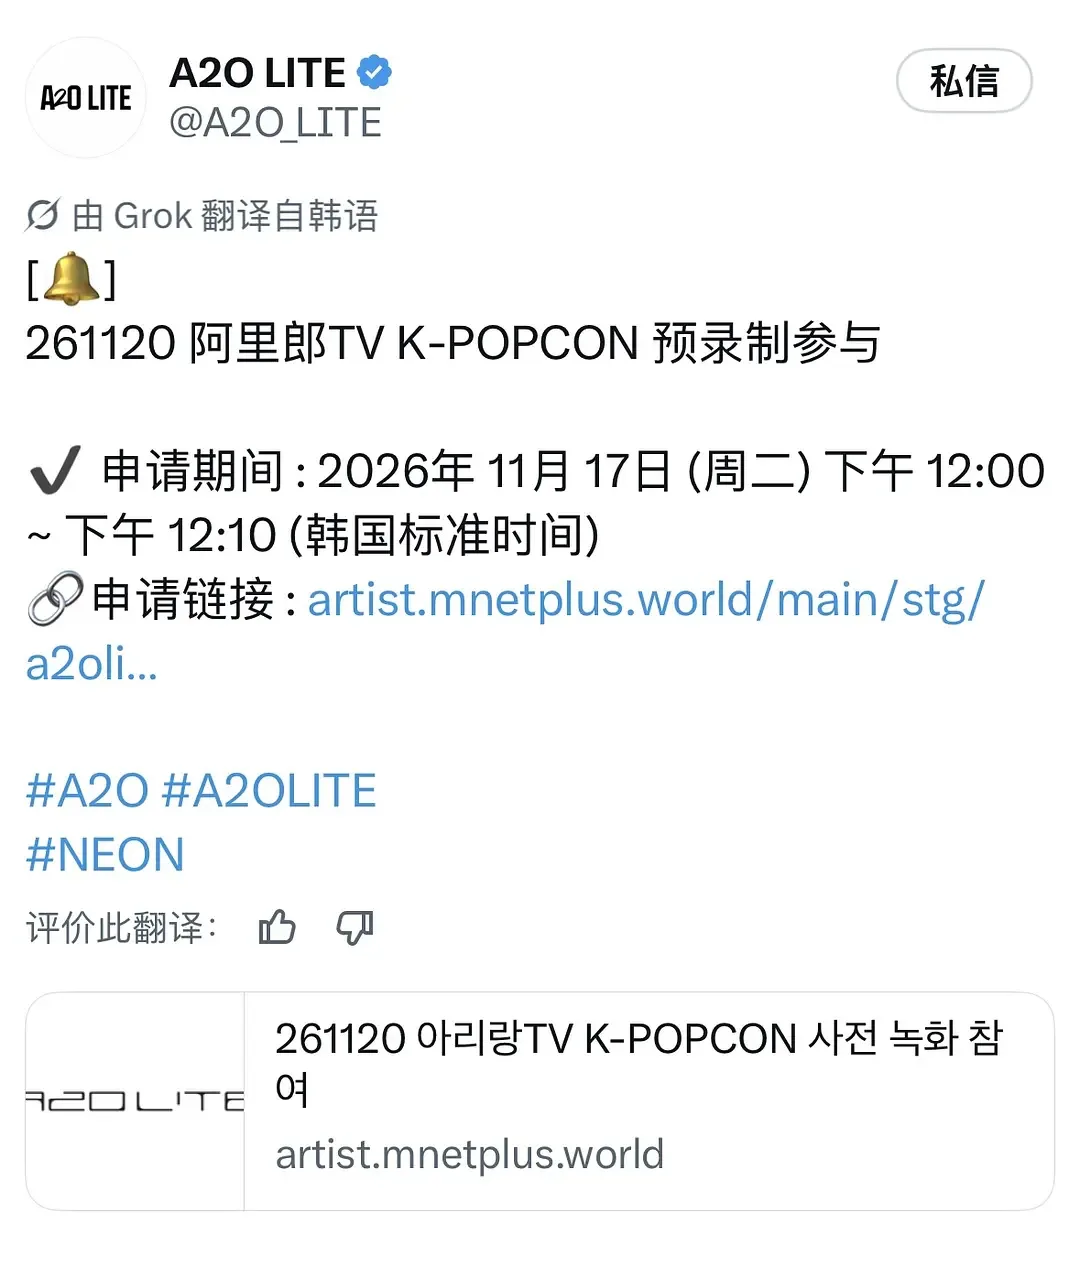 A2O LITE
A2O LITE
@A2O_LITE
私信
由 Grok 翻译自韩语
[🔔]
261120 阿里郎TV K-POPCON 预录制参与
✔️ 申请期间 : 2026年 11月 17日 (周二) 下午 12:00
~ 下午 12:10 (韩国标准时间)
🔗申请链接 : artist.mnetplus.world/main/stg/
a2oli...
#A2O #A2OLITE
#NEON
评价此翻译：
A2O LITE
261120 아리랑TV K-POPCON 사전 녹화 참
여
artist.mnetplus.world